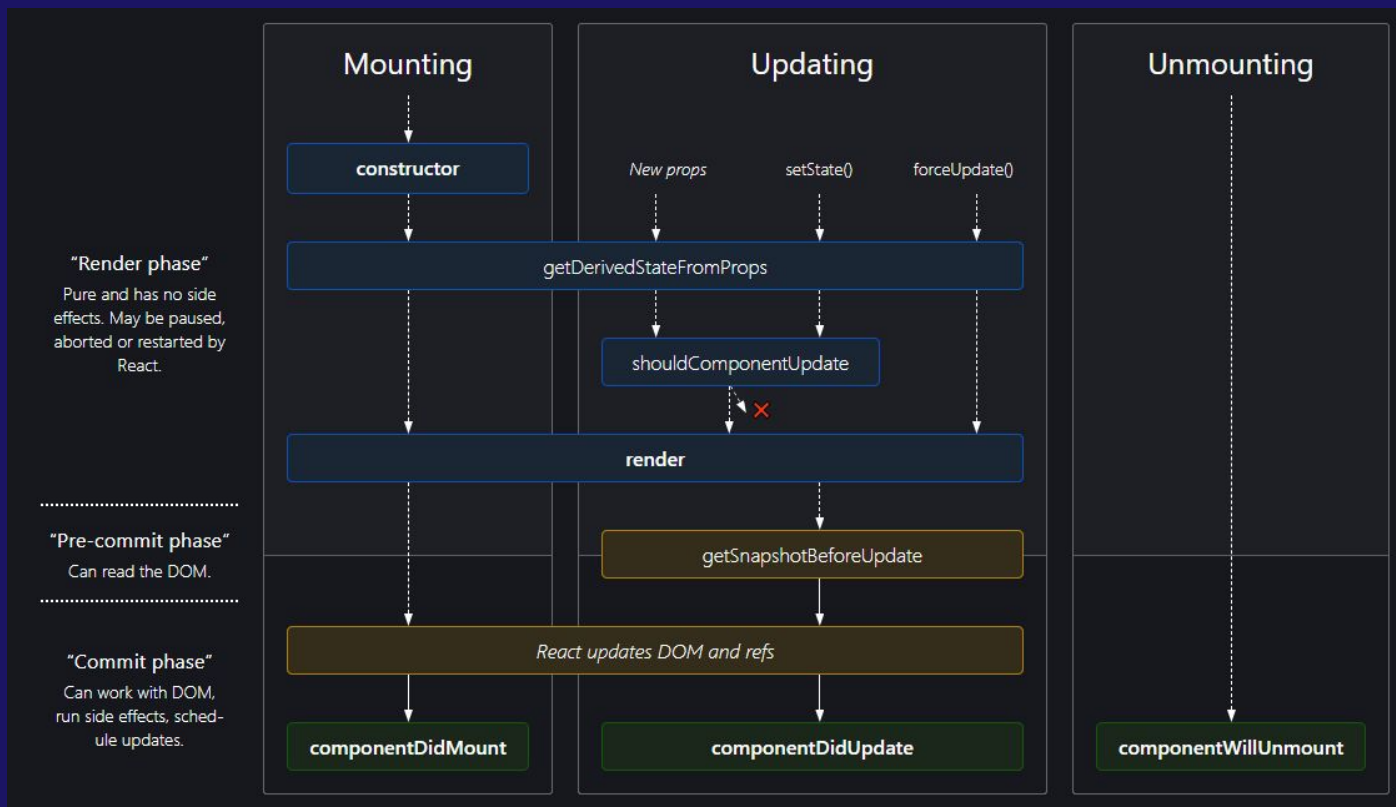 Mounting
Updating
Unmounting
constructor
New props
setState()
forceUpdate()
getDerivedStateFromProps
“Render phase“
Pure and has no side
effects. May be paused,
aborted or restarted by
React.
shouldComponentUpdate
render
“Pre-commit phase“
Can read the DOM.
getSnapshotBeforeUpdate
React updates DOM and refs
“Commit phase“
Can work with DOM,
run side effects, sched-
ule updates.
componentDidMount
componentDidUpdate
componentWillUnmount